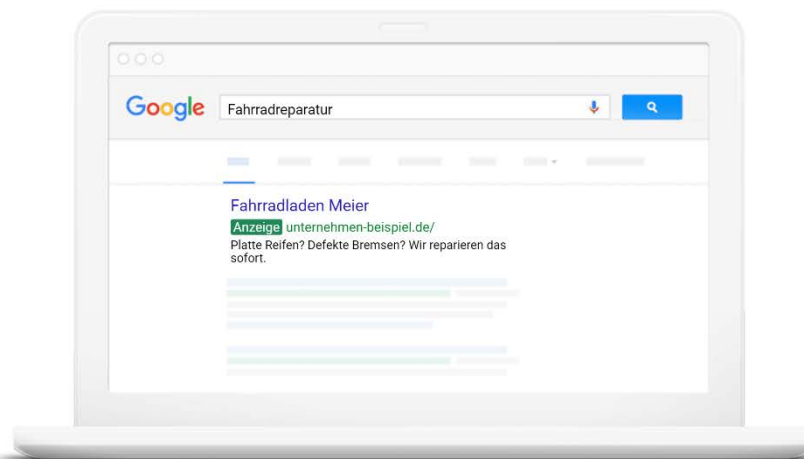 Google
Fahrradreparatur
Fahrradladen Meier
Anzeige unternehmen-beispiel.de/
Platte Reifen? Defekte Bremsen? Wir reparieren das
sofort.